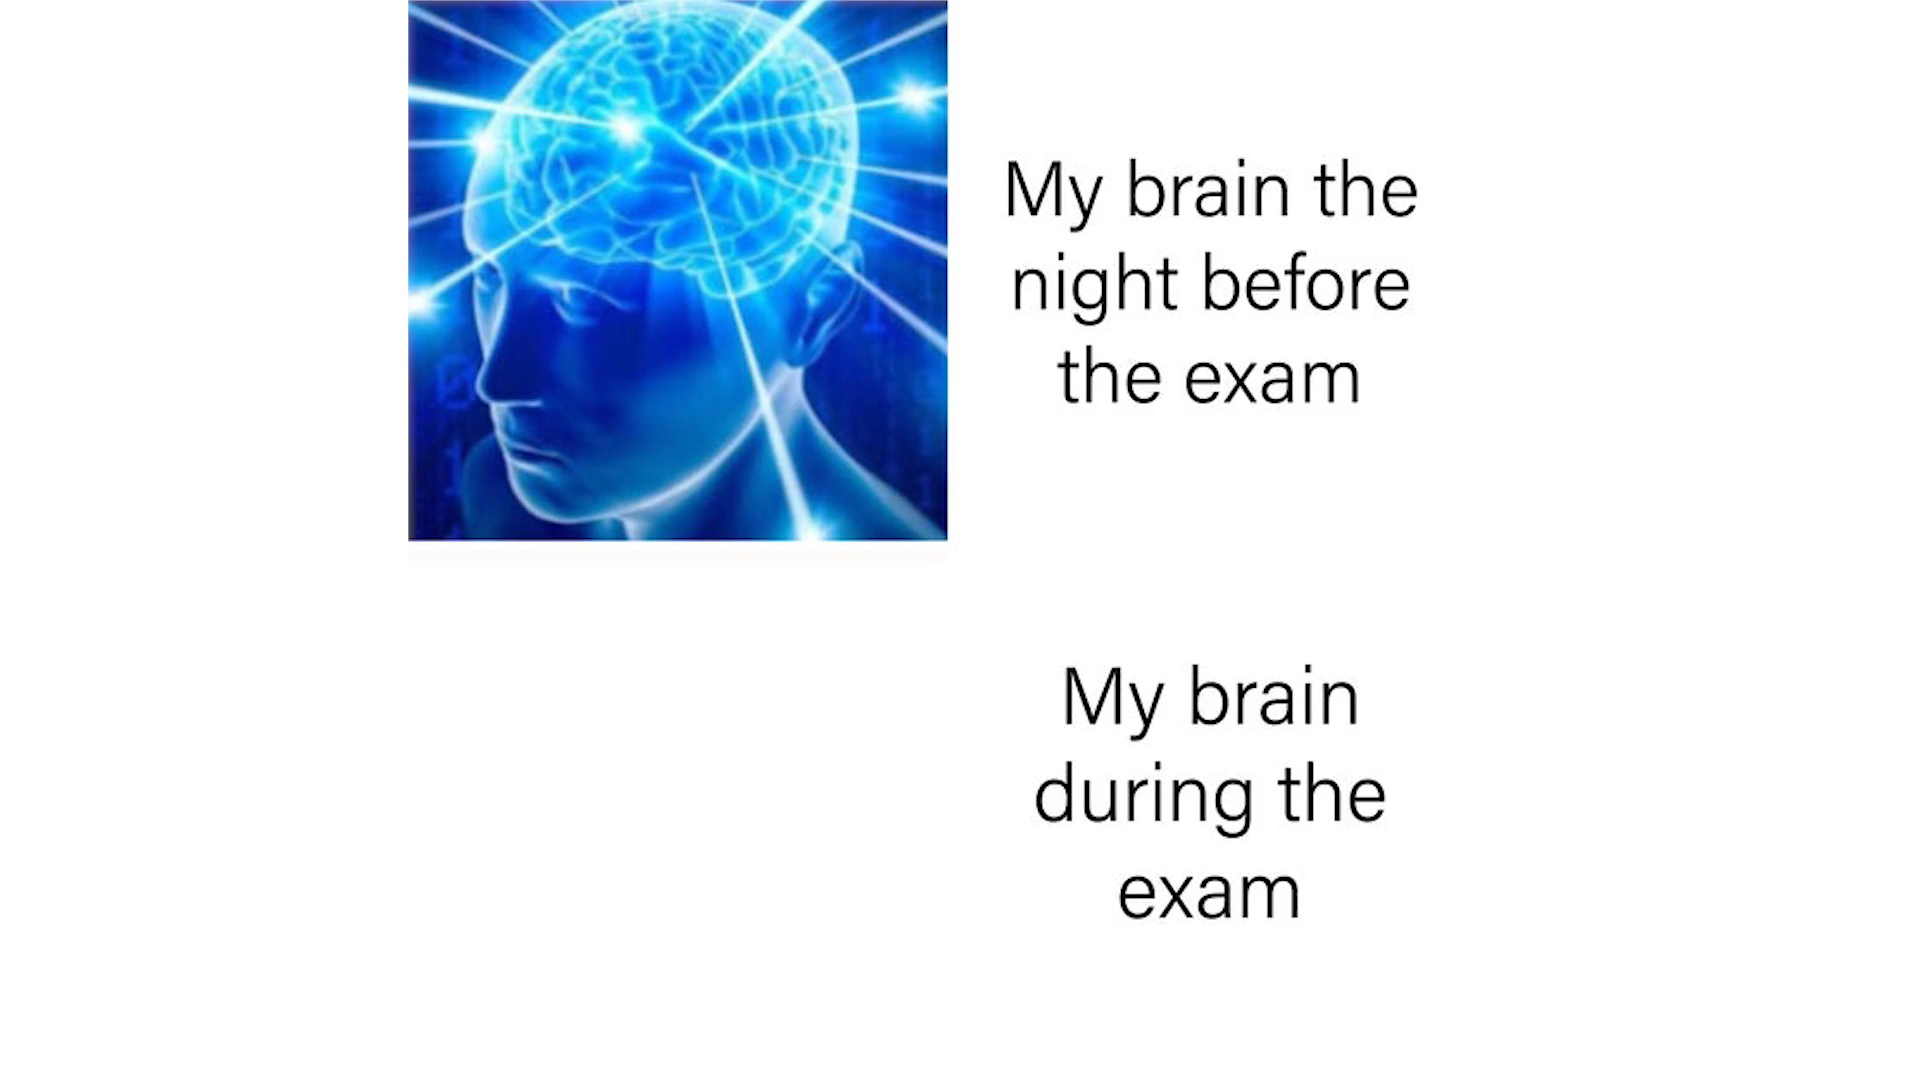 My brain the
night before
the exam
My brain
during the
exam